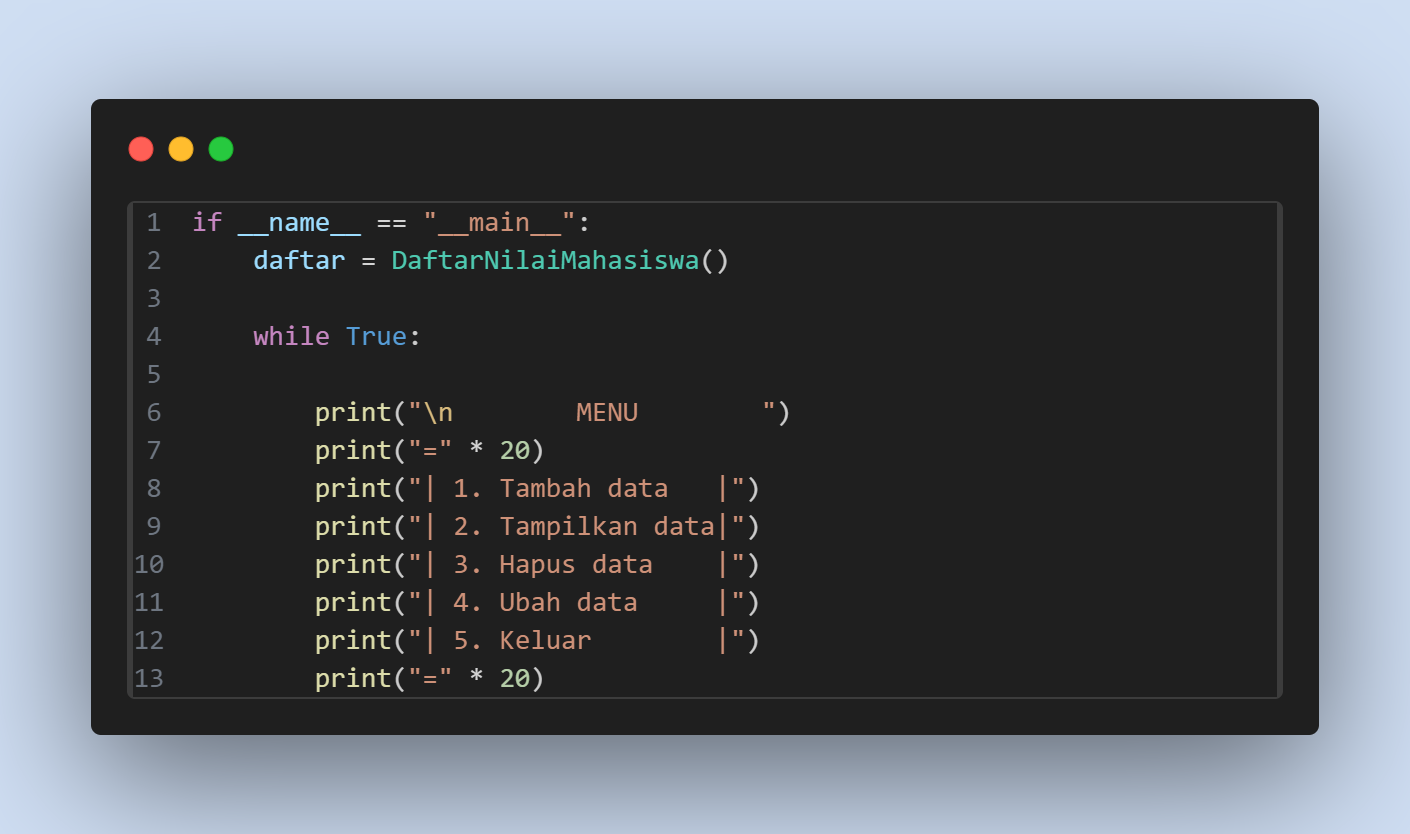 1 if __name__ == "__main__":
2     daftar = DaftarNilaiMahasiswa()
3
4     while True:
5
6         print("\n        MENU        ")
7         print("=" * 20)
8         print("| 1. Tambah data   |")
9         print("| 2. Tampilkan data|")
10         print("| 3. Hapus data    |")
11         print("| 4. Ubah data     |")
12         print("| 5. Keluar        |")
13         print("=" * 20)